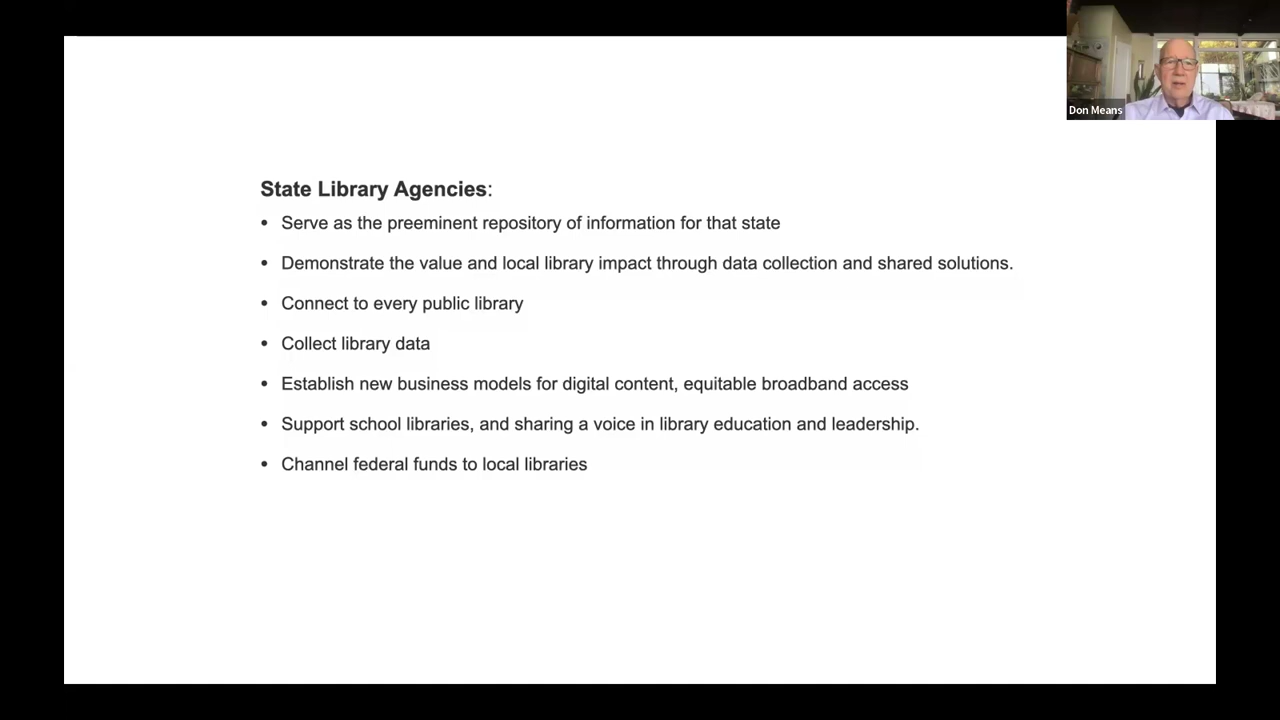 Don Means
State Library Agencies:
• Serve as the preeminent repository of information for that state
• Demonstrate the value and local library impact through data collection and shared solutions.
• Connect to every public library
• Collect library data
• Establish new business models for digital content, equitable broadband access
• Support school libraries, and sharing a voice in library education and leadership.
• Channel federal funds to local libraries